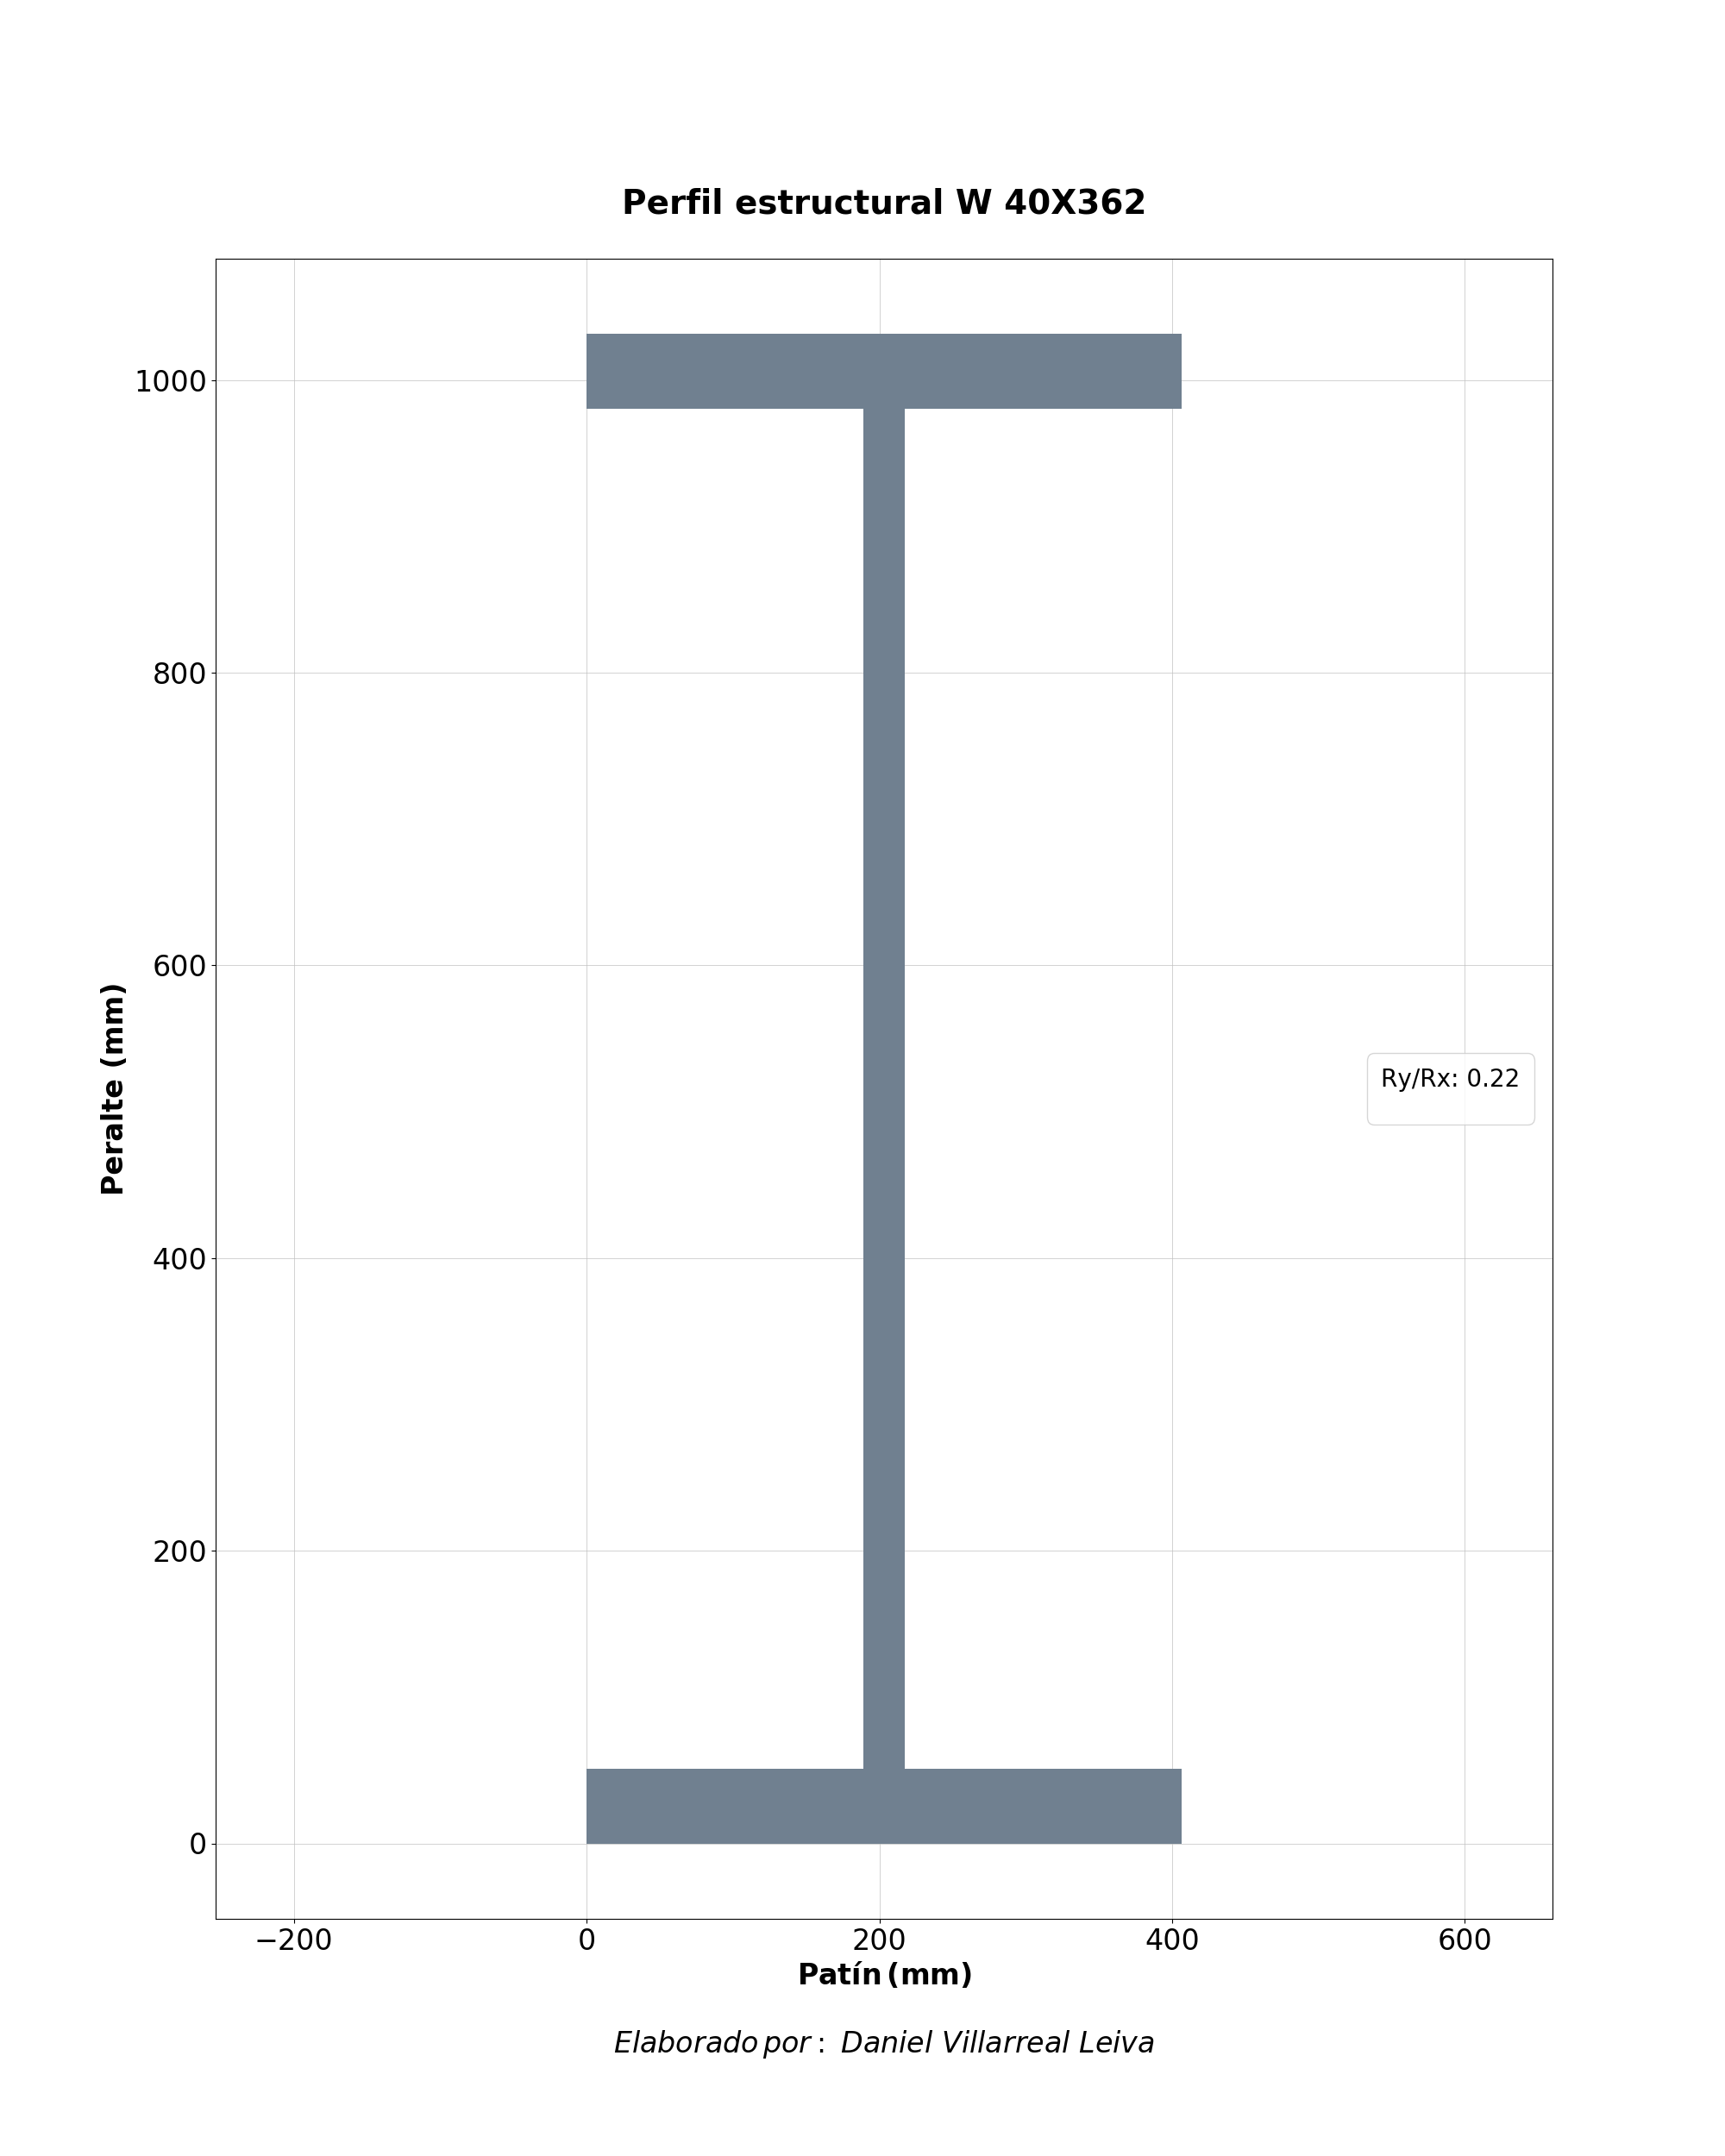 Perfil estructural W 40X362
1000
800
600
400
200
0
Peralte (mm)
Ry/Rx: 0.22
−200 0 200 400 600
Patín (mm)
Elaborado por: Daniel Villarreal Leiva